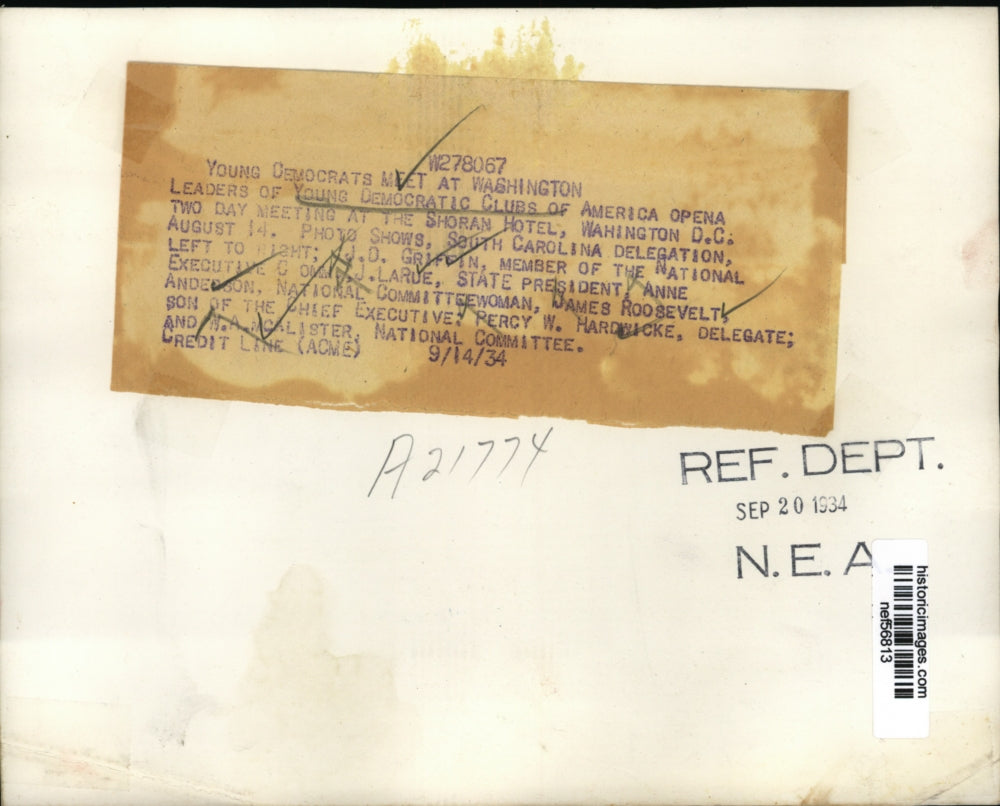 W278067
YOUNG DEMOCRATS MEET AT WASHINGTON
LEADERS OF YOUNG DEMOCRATIC CLUBS OF AMERICA OPENA
TWO DAY MEETING AT THE SHORAN HOTEL, WAHINGTON D.C.
AUGUST 14. PHOTO SHOWS, SOUTH CAROLINA DELEGATION,
LEFT TO RIGHT; J.D. GRIFFIN, MEMBER OF THE NATIONAL
EXECUTIVE COMM. J. LARUE, STATE PRESIDENT, ANNE
ANDERSON, NATIONAL COMMITTEEWOMAN, JAMES ROOSEVELT,
SON OF THE CHIEF EXECUTIVE; PERCY W. HARDWICKE, DELEGATE;
AND W.A. MCALISTER, NATIONAL COMMITTEE.
CREDIT LINE (ACME) 9/14/34
A21774
REF. DEPT.
SEP 20 1934
N.E.A
historicimages.com
nef56813